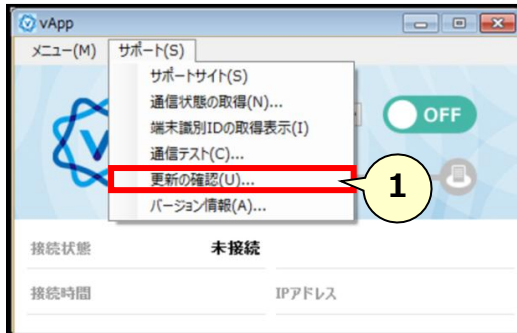 vApp
メニュー(M) サポート(S)
サポートサイト(S)
通信状態の取得(N)...
端末識別IDの取得表示(I)
通信テスト(C)...
更新の確認(U)...
バージョン情報(A)...
V
OFF
1
接続状態 未接続
接続時間 IPアドレス